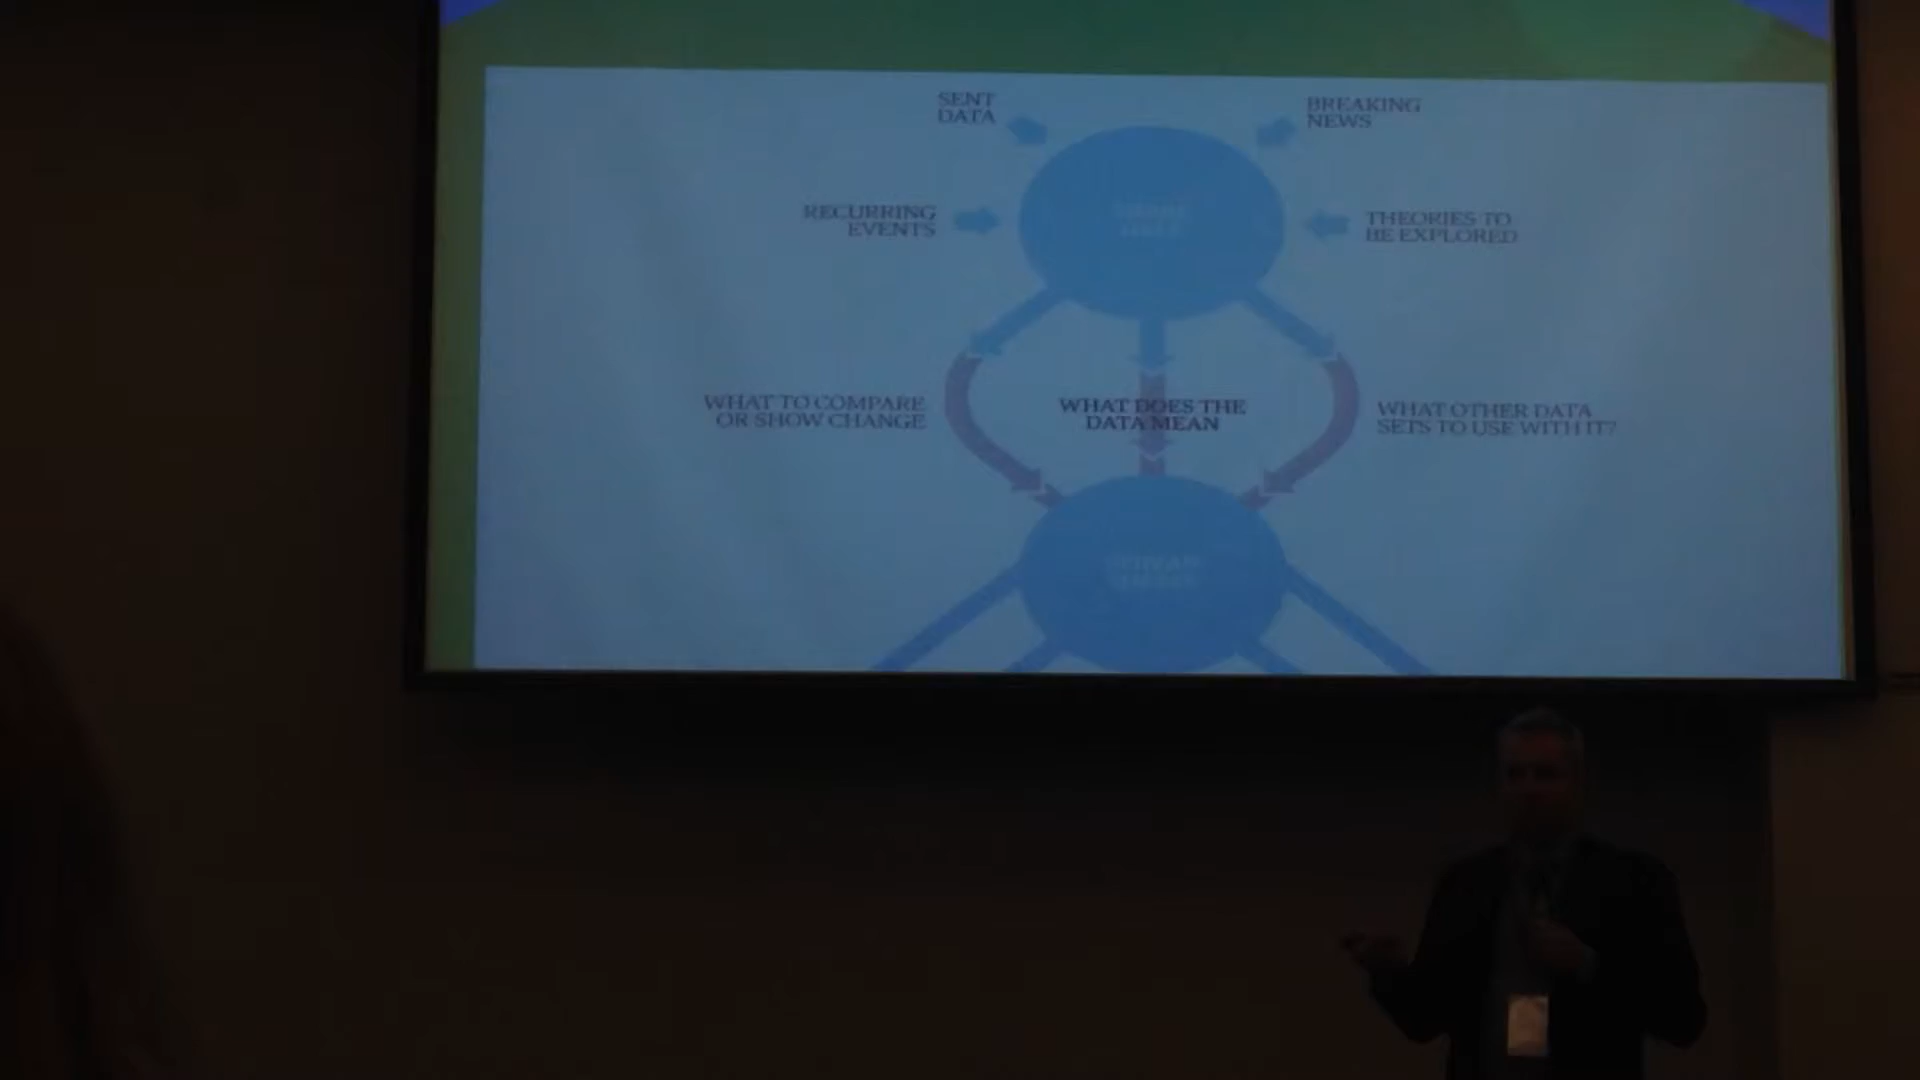 SENT
DATA
BREAKING
NEWS
RECURRING
EVENTS
THEORIES TO
BE EXPLORED
WHAT TO COMPARE
OR SHOW CHANGE
WHAT DOES THE
DATA MEAN
WHAT OTHER DATA
SETS TO USE WITH IT?